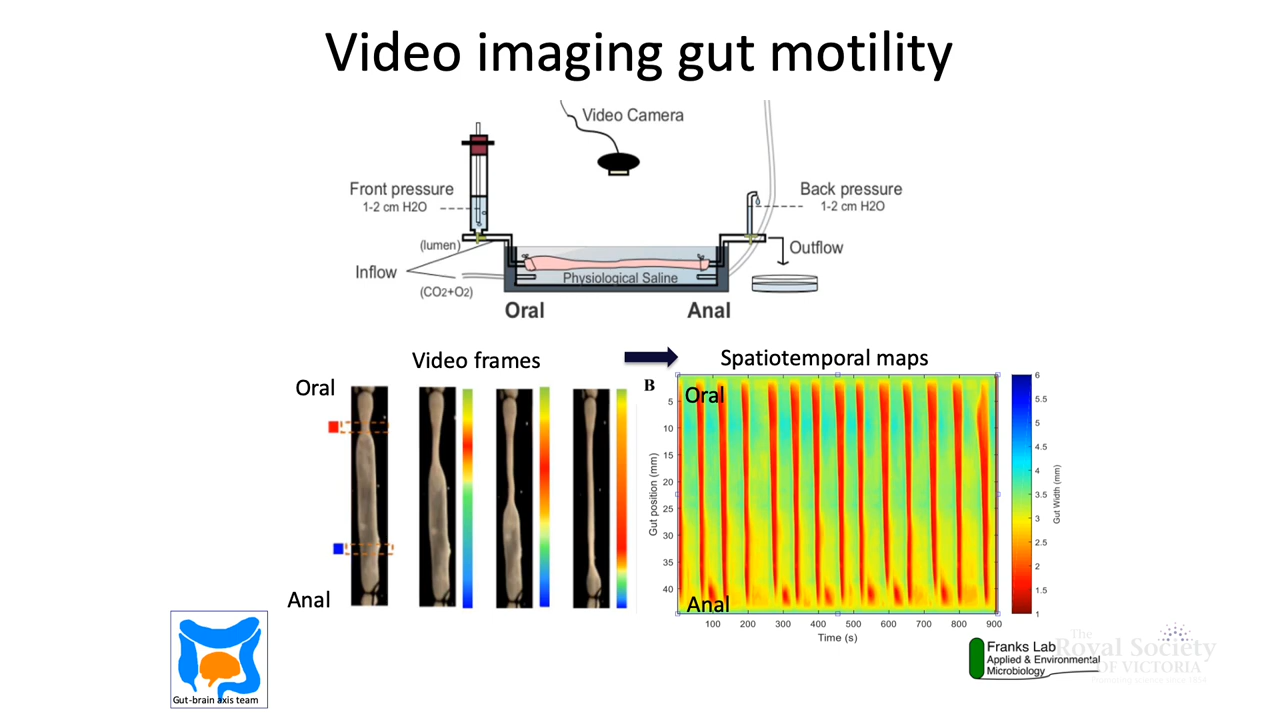 Video imaging gut motility
Video Camera
Front pressure
1-2 cm H2O
Back pressure
1-2 cm H2O
(lumen)
Outflow
Inflow
Physiological Saline
(CO2+O2)
Oral
Anal
Video frames
Spatiotemporal maps
Oral
Anal
B
Oral
Anal
5
10
15
20
25
30
35
40
Gut position (mm)
100 200 300 400 500 600 700 800 900
Time (s)
6
5.5
5
4.5
4
3.5
3
2.5
2
1.5
1
Gut Width (mm)
Gut-brain axis team
Franks Lab
Applied & Environmental
Microbiology
The
Royal Society
OF VICTORIA